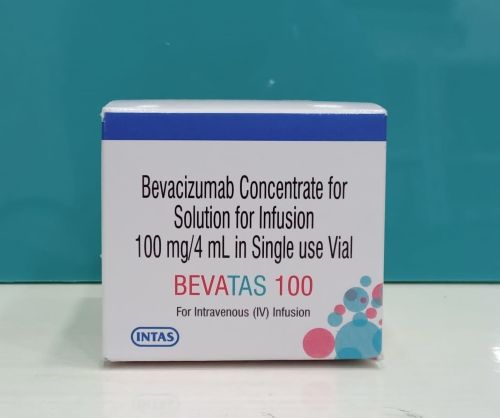 Bevacizumab Concentrate for
Solution for Infusion
100 mg/4 mL in Single use Vial
BEVATAS 100
For Intravenous (IV) Infusion
INTAS